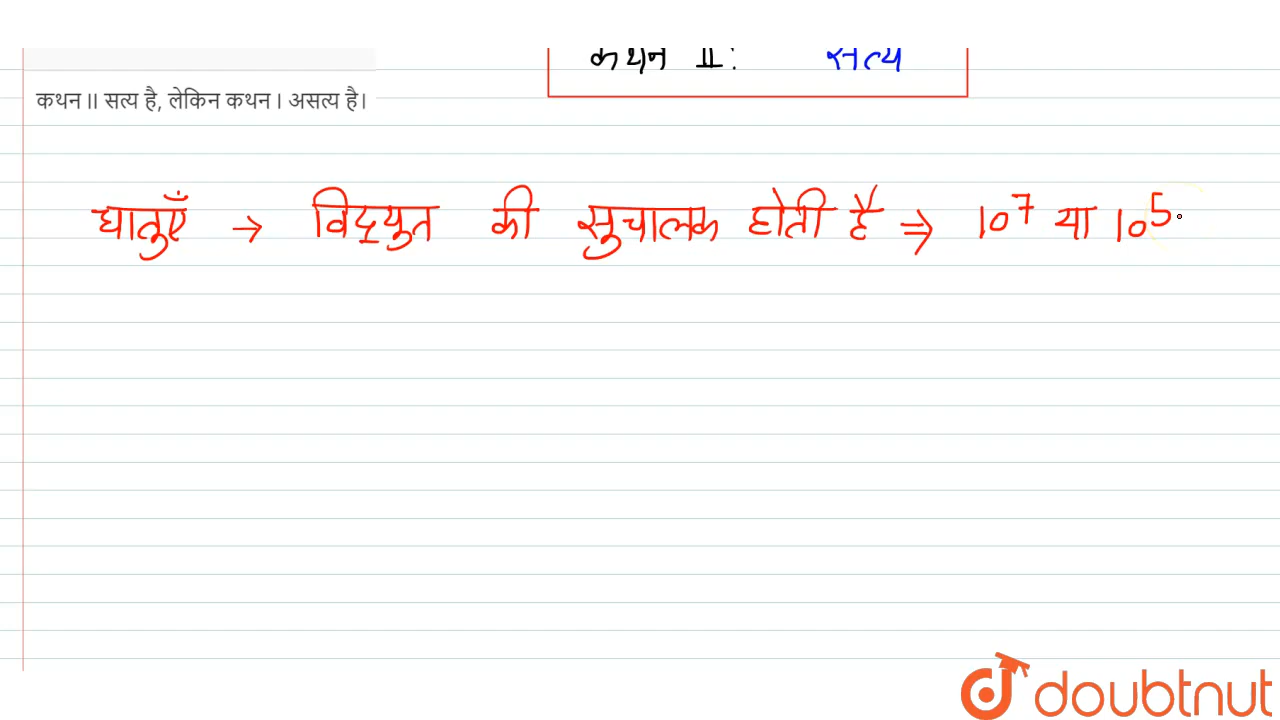 कथन II: सत्य
कथन II सत्य है, लेकिन कथन I असत्य है।
धातुएँ → विद्युत की सुचालक होती है ⇒ 10⁷ या 10⁵
doubtnut